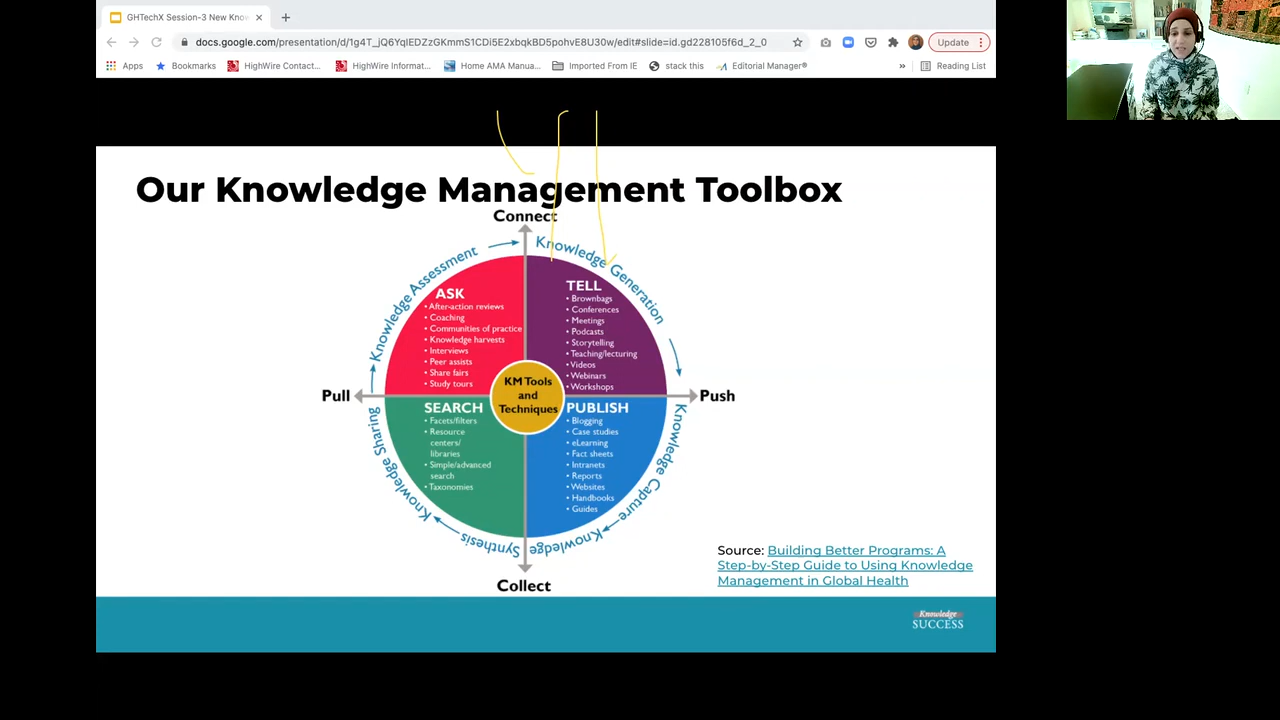 GHTechX Session-3 New Kno
docs.google.com/presentation/d/1g4T_jQ6YqlEDZzGKmmS1CDi5E2xbqkBD5pohvE8U30w/edit#slide=id.gd228105f6d_2_0
Update
Apps
Bookmarks
HighWire Contact...
HighWire Informat...
Home AMA Manua...
Imported From IE
stack this
Editorial Manager®
»
Reading List
Our Knowledge Management Toolbox
Connect
Knowledge Assessment
Knowledge Generation
ASK
• After-action reviews
• Coaching
• Communities of practice
• Knowledge harvests
• Interviews
• Peer assists
• Share fairs
• Study tours
TELL
• Brownbags
• Conferences
• Meetings
• Podcasts
• Storytelling
• Teaching/lecturing
• Videos
• Webinars
• Workshops
Pull
KM Tools
and
Techniques
Push
SEARCH
• Facets/filters
• Resource
centers/
libraries
• Simple/advanced
search
• Taxonomies
PUBLISH
• Blogging
• Case studies
• eLearning
• Fact sheets
• Intranets
• Reports
• Websites
• Handbooks
• Guides
Knowledge Sharing
Knowledge Capture
Knowledge Synthesis
Collect
Source: Building Better Programs: A
Step-by-Step Guide to Using Knowledge
Management in Global Health
Knowledge
SUCCESS